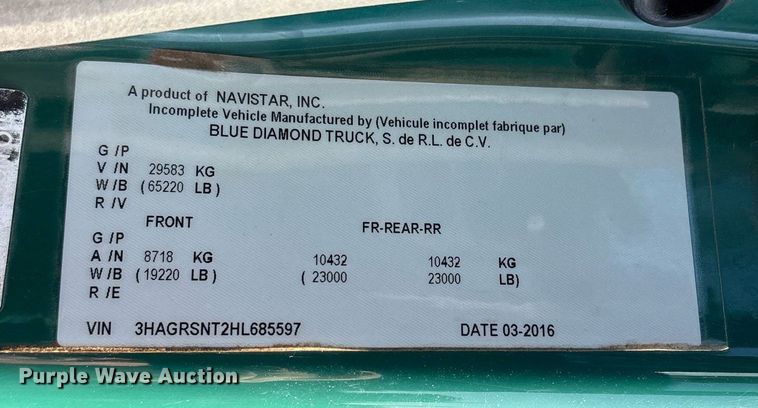 A product of NAVISTAR, INC.
Incomplete Vehicle Manufactured by (Vehicule incomplet fabrique par)
BLUE DIAMOND TRUCK, S. de R.L. de C.V.
G /P
V /N 29583 KG
W/B (65220 LB)
R /V
FRONT FR-REAR-RR
G /P
A /N 8718 KG 10432 10432 KG
W/B (19220 LB) ( 23000 23000 LB)
R /E
VIN 3HAGRSNT2HL685597 DATE 03-2016
Purple Wave Auction